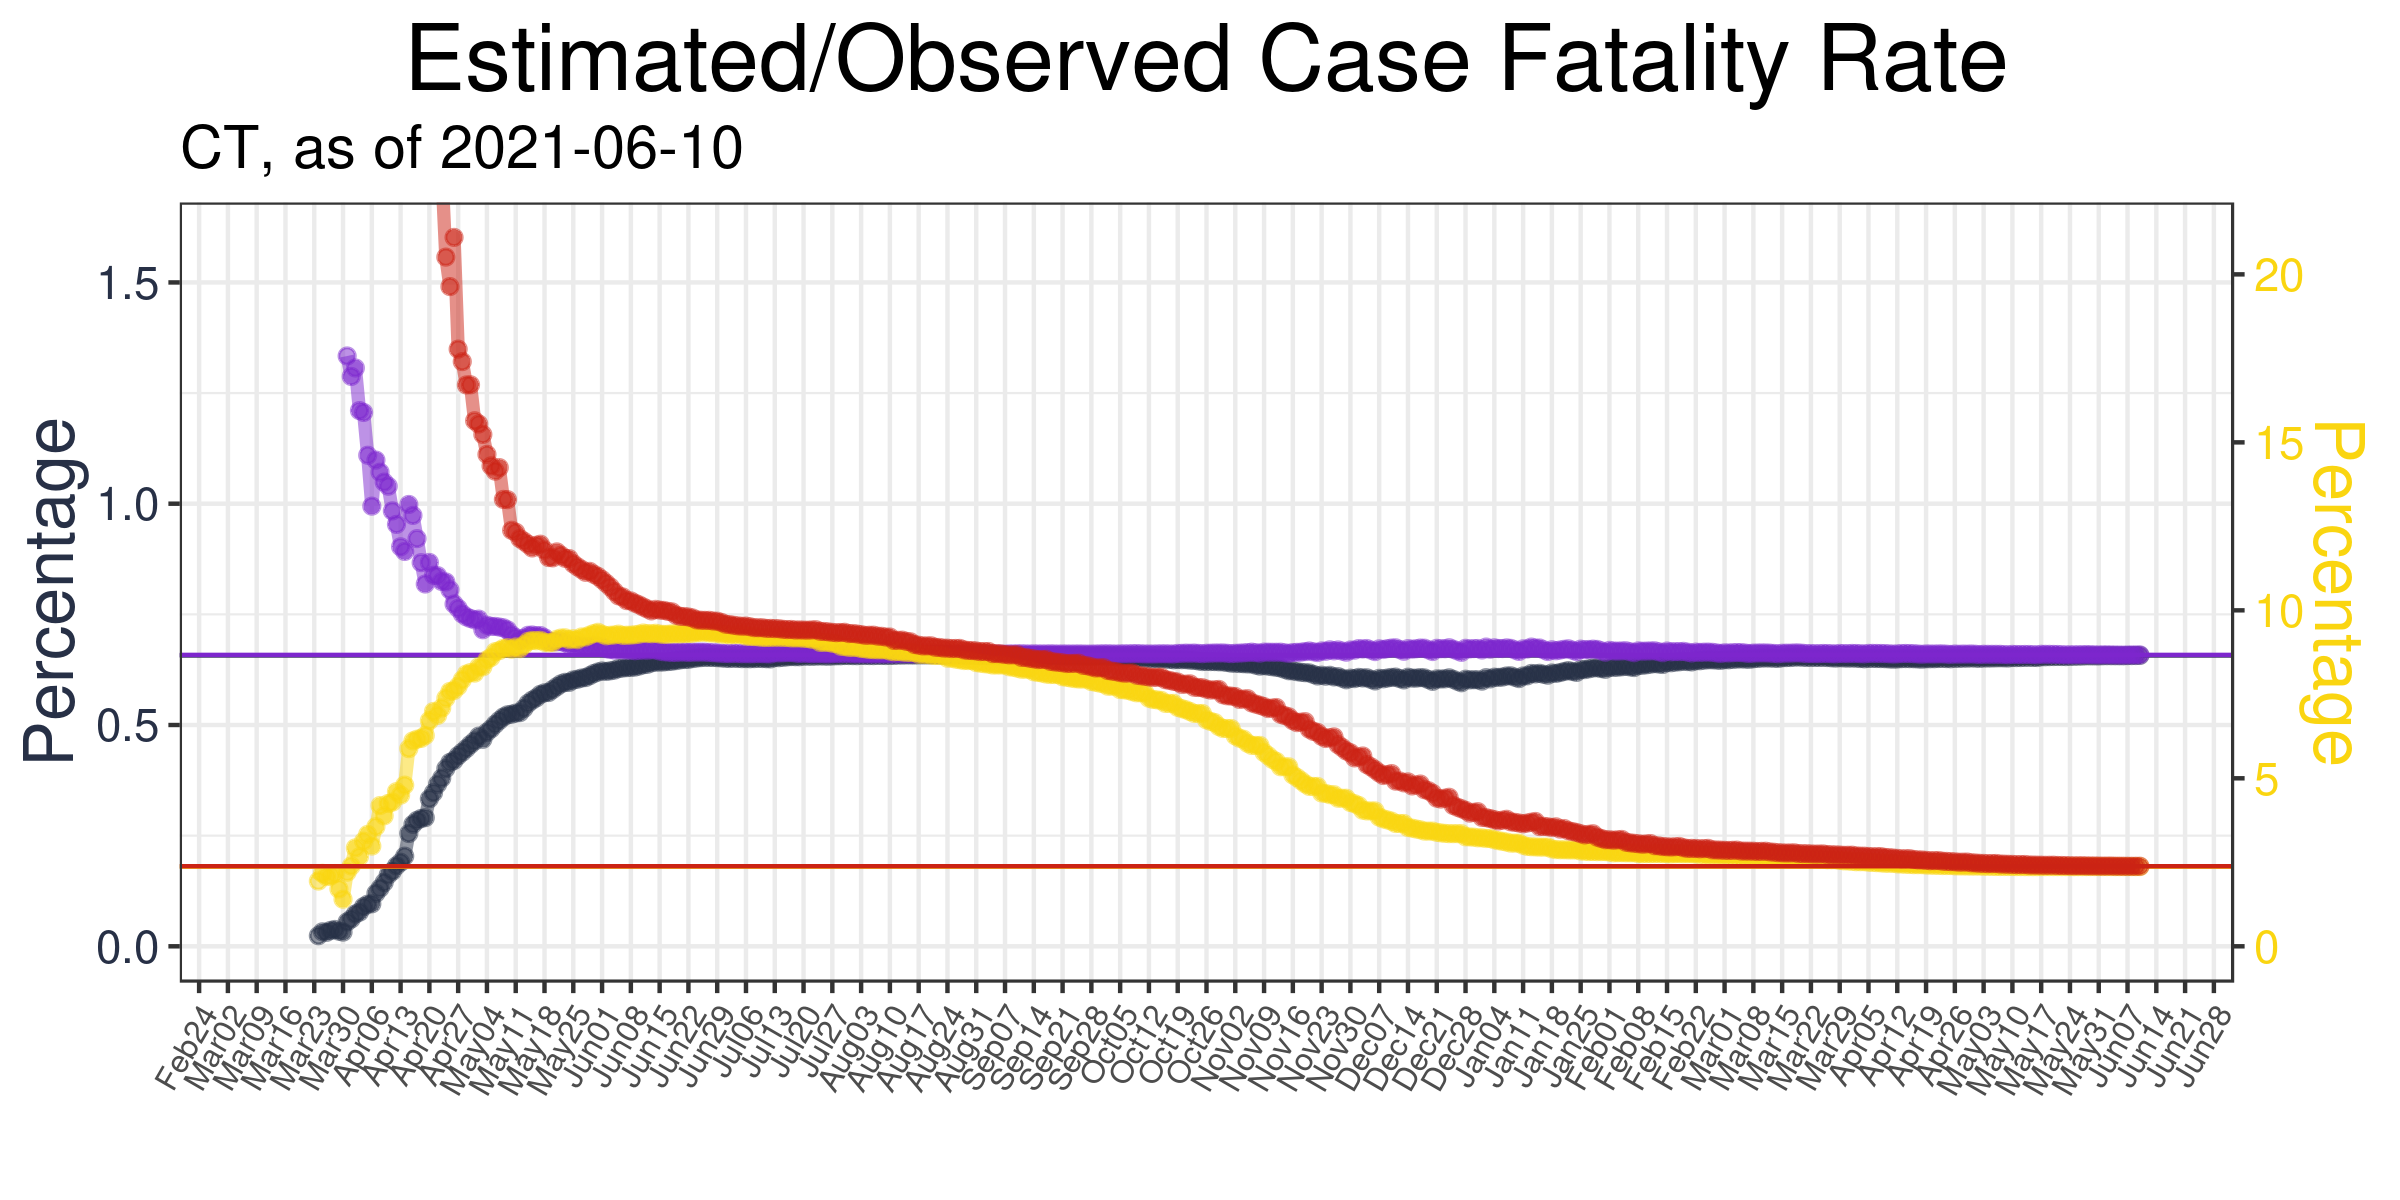 Estimated/Observed Case Fatality Rate
CT, as of 2021-06-10
Percentage
1.5
1.0
0.5
0.0
20
15
10
5
0
Percentage
Feb24
Mar02
Mar09
Mar16
Mar23
Mar30
Apr06
Apr13
Apr20
Apr27
May04
May11
May18
May25
Jun01
Jun08
Jun15
Jun22
Jun29
Jul06
Jul13
Jul20
Jul27
Aug03
Aug10
Aug17
Aug24
Aug31
Sep07
Sep14
Sep21
Sep28
Oct05
Oct12
Oct19
Oct26
Nov02
Nov09
Nov16
Nov23
Nov30
Dec07
Dec14
Dec21
Dec28
Jan04
Jan11
Jan18
Jan25
Feb01
Feb08
Feb15
Feb22
Mar01
Mar08
Mar15
Mar22
Mar29
Apr05
Apr12
Apr19
Apr26
May03
May10
May17
May24
May31
Jun07
Jun14
Jun21
Jun28